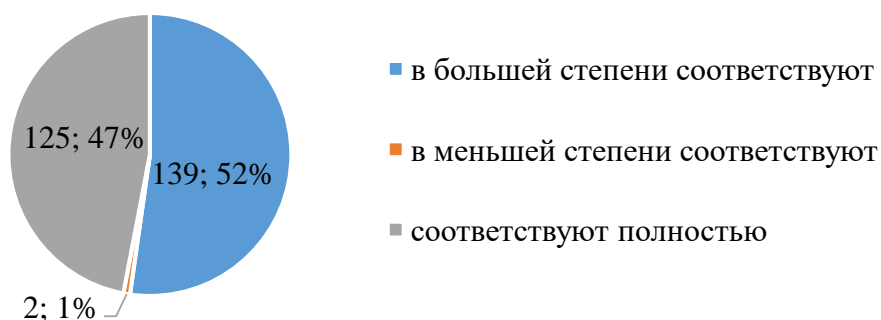 125; 47%
139; 52%
2; 1%
в большей степени соответствуют
в меньшей степени соответствуют
соответствуют полностью